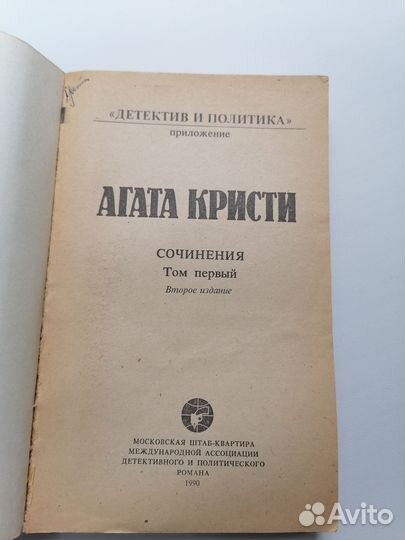 «ДЕТЕКТИВ И ПОЛИТИКА»
приложение
АГАТА КРИСТИ
СОЧИНЕНИЯ
Том первый
Второе издание
МОСКОВСКАЯ ШТАБ-КВАРТИРА
МЕЖДУНАРОДНОЙ АССОЦИАЦИИ
ДЕТЕКТИВНОГО И ПОЛИТИЧЕСКОГО
РОМАНА
1990
Avito